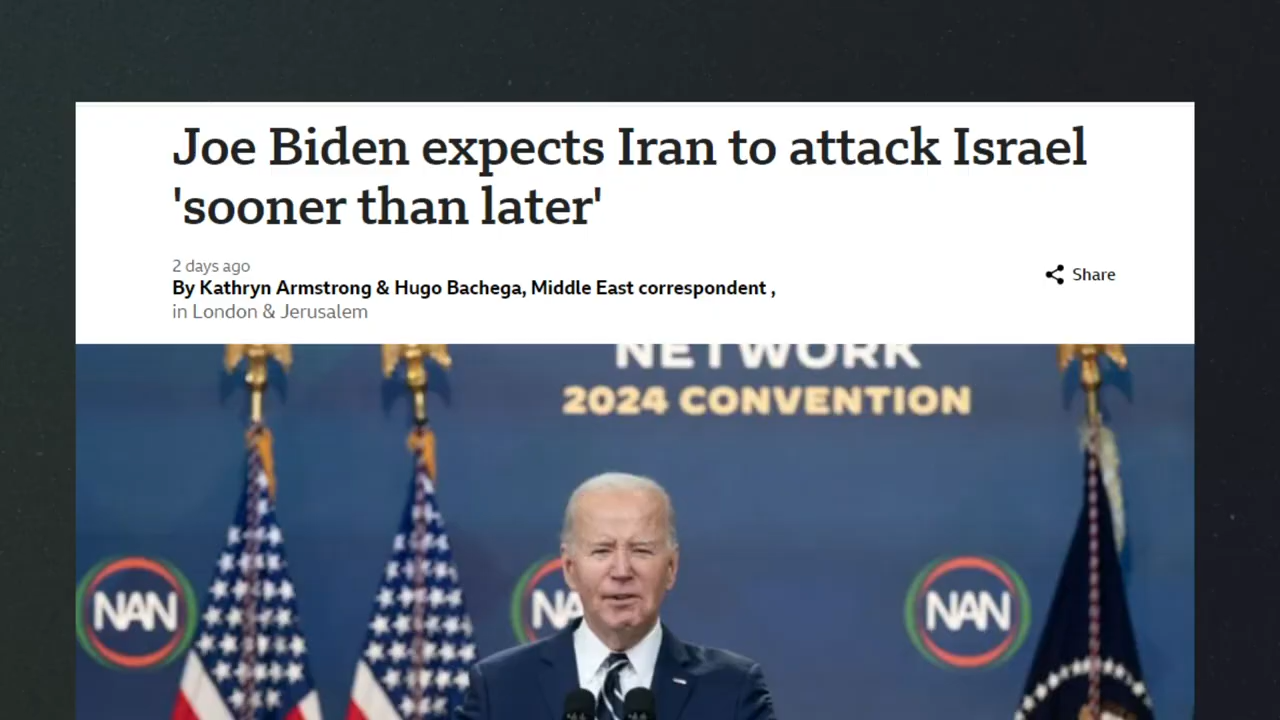 Joe Biden expects Iran to attack Israel
'sooner than later'
2 days ago
By Kathryn Armstrong & Hugo Bachega, Middle East correspondent ,
in London & Jerusalem
Share
NETWORK
2024 CONVENTION
NAN
NA
NAN